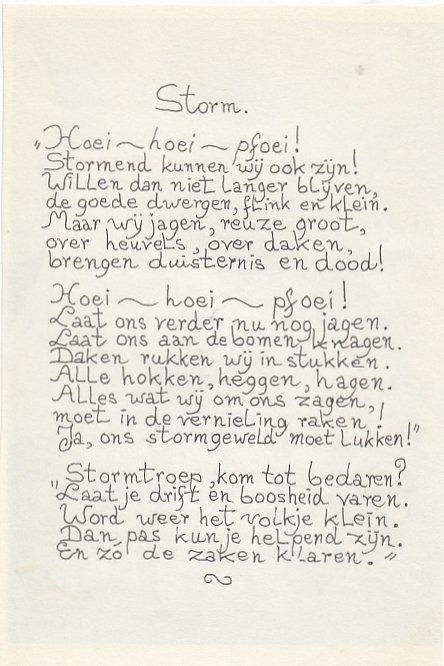 Storm.
„Hoei ~ hoei ~ pfoei!
Stormend kunnen wij ook zijn!
Willen dan niet langer blijven,
de goede dwergen, flink en klein.
Maar wij jagen, reuze groot,
over heuvels, over daken,
brengen duisternis en dood!
Hoei ~ hoei ~ pfoei!
Laat ons verder nu nog jagen.
Laat ons aan de bomen knagen.
Daken rukken wij in stukken.
Alle hokken, heggen, hagen.
Alles wat wij om ons zagen,
moet in de vernieling raken!
Ja, ons stormgeweld moet lukken!"
„Stormtroep, kom tot bedaren?
Laat je drift en boosheid varen.
Word weer het volkje klein.
Dan pas kun je helpend zijn.
En zó de zaken klaren."